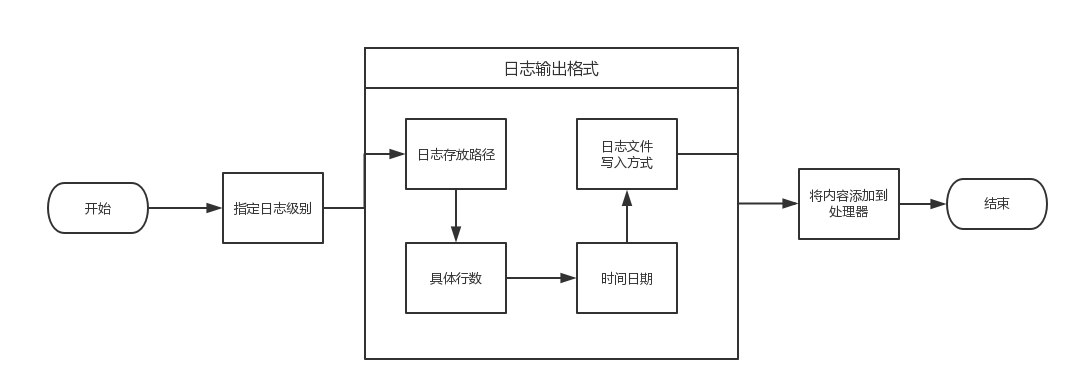 开始
指定日志级别
日志输出格式
日志存放路径
具体行数
时间日期
日志文件
写入方式
将内容添加到
处理器
结束